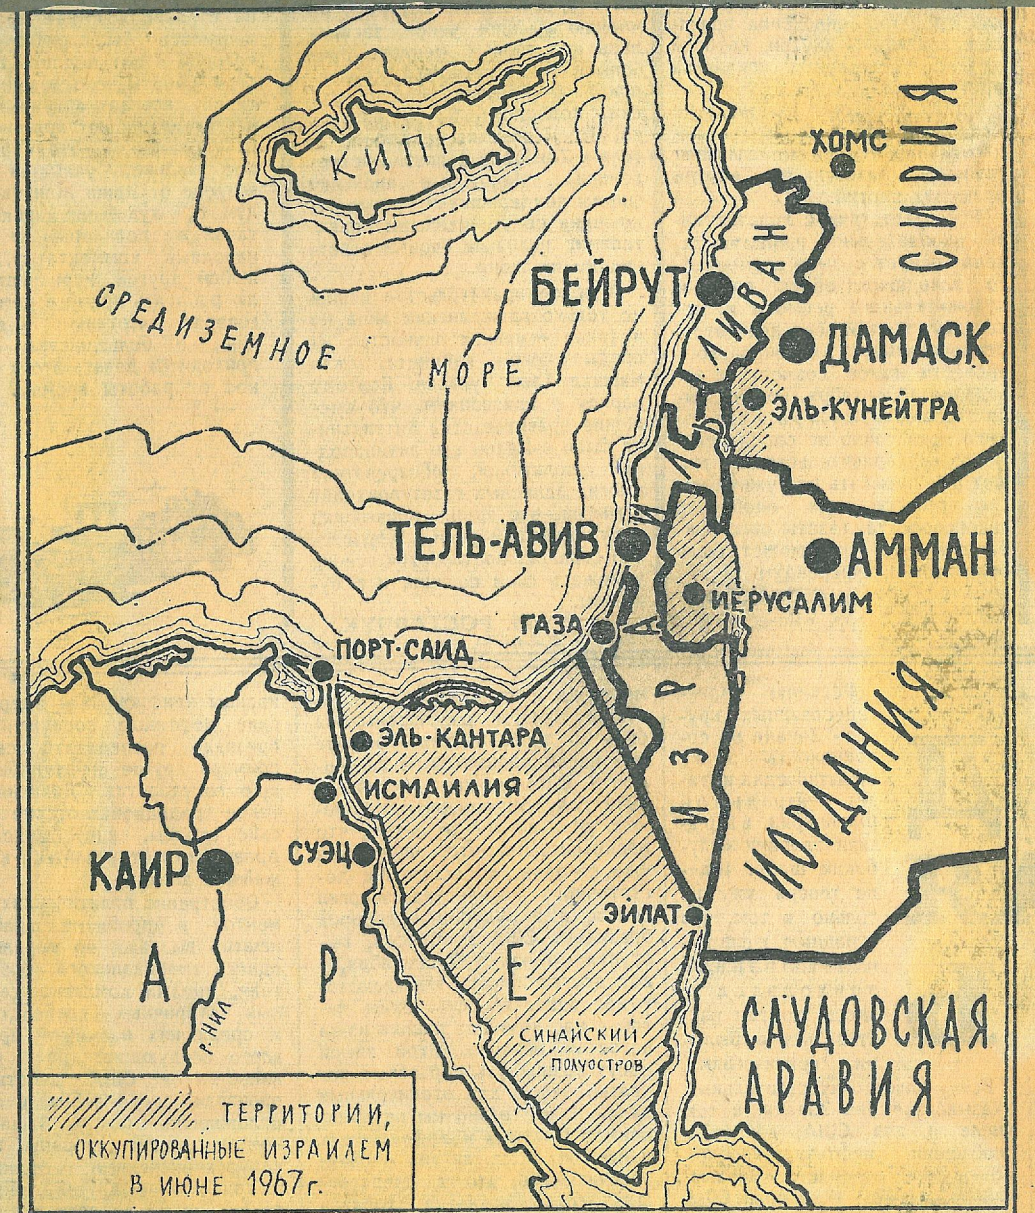 КИПР
СРЕДИЗЕМНОЕ
МОРЕ
ХОМС
СИРИЯ
БЕЙРУТ
ЛИВАН
ДАМАСК
ЭЛЬ-КУНЕЙТРА
ТЕЛЬ-АВИВ
АММАН
ИЕРУСАЛИМ
ГАЗА
ПОРТ-САИД
ИЗРАИЛЬ
ЭЛЬ-КАНТАРА
ИСМАИЛИЯ
ИОРДАНИЯ
СУЭЦ
КАИР
ЭЙЛАТ
А Р Е
Р. НИЛ
СИНАЙСКИЙ
ПОЛУОСТРОВ
САУДОВСКАЯ
АРАВИЯ
ТЕРРИТОРИИ,
ОККУПИРОВАННЫЕ ИЗРАИЛЕМ
В ИЮНЕ 1967г.